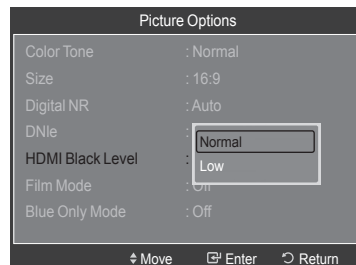 Picture Options
Color Tone : Normal
Size : 16:9
Digital NR : Auto
DNIe :
Normal
HDMI Black Level :
Low
Film Mode : Off
Blue Only Mode : Off
Move Enter Return